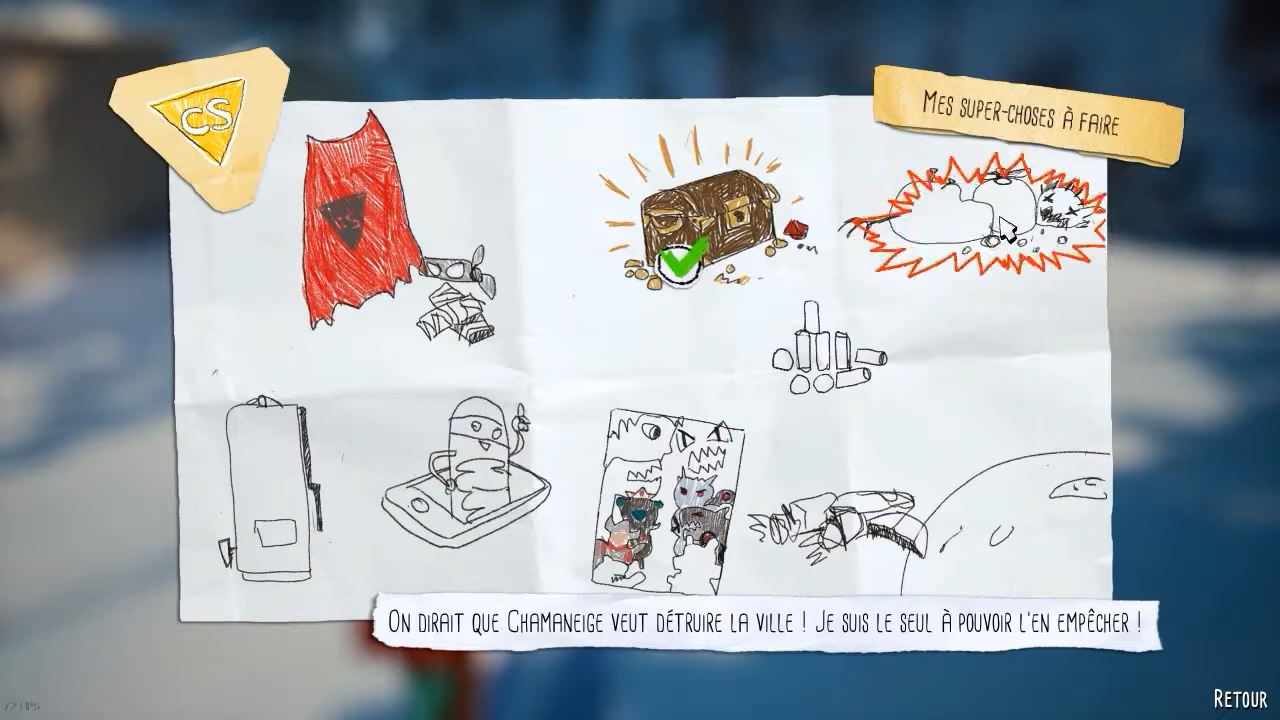 CS
MES SUPER-CHOSES À FAIRE
ON DIRAIT QUE CHAMANEIGE VEUT DÉTRUIRE LA VILLE ! JE SUIS LE SEUL À POUVOIR L'EN EMPÊCHER !
RETOUR